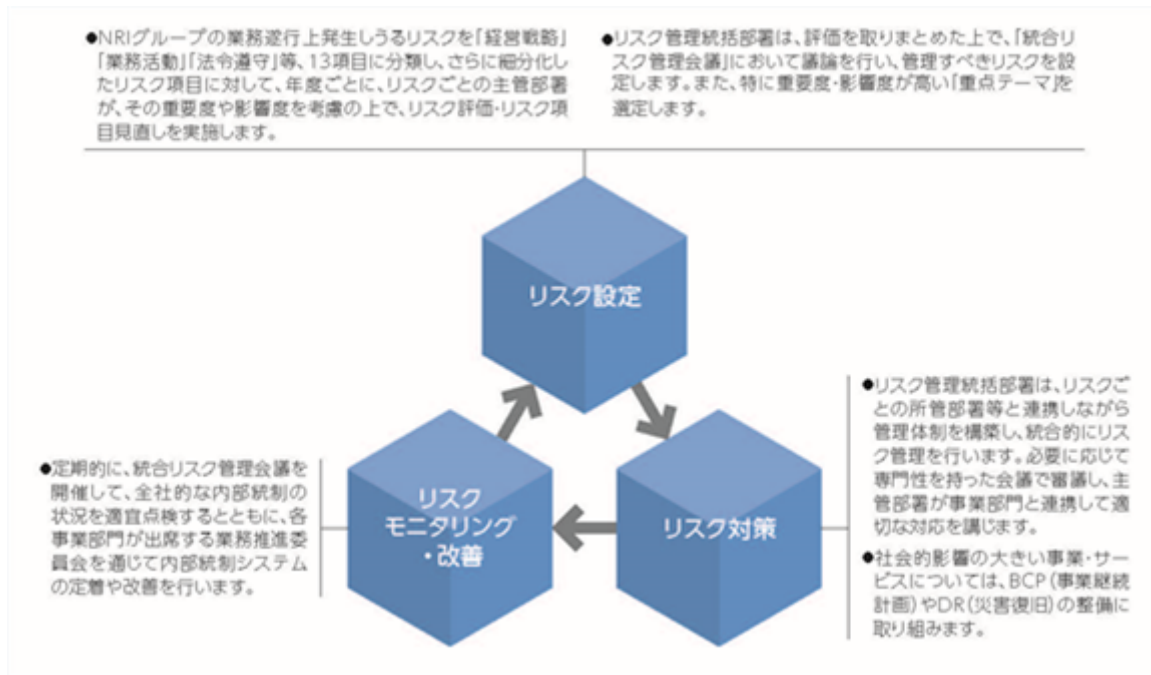 ●NRIグループの業務遂行上発生しうるリスクを「経営戦略」
「業務活動」「法令遵守」等、13項目に分類し、さらに細分化し
たリスク項目に対して、年度ごとに、リスクごとの主管部署
が、その重要度や影響度を考慮の上で、リスク評価・リスク項
目見直しを実施します。
●リスク管理統括部署は、評価を取りまとめた上で、「統合リ
スク管理会議」において議論を行い、管理すべきリスクを設
定します。また、特に重要度・影響度が高い「重点テーマ」を
選定します。
リスク設定
●リスク管理統括部署は、リスクご
との所管部署等と連携しながら
管理体制を構築し、統合的にリス
ク管理を行います。必要に応じて
専門性を持った会議で審議し、主
管部署が事業部門と連携して適
切な対応を講じます。
●社会的影響の大きい事業・サー
ビスについては、BCP(事業継続
計画)やDR(災害復旧)の整備に
取り組みます。
リスク対策
リスク
モニタリング
・改善
●定期的に、統合リスク管理会議を
開催して、全社的な内部統制の
状況を適宜点検するとともに、各
事業部門が出席する業務推進委
員会を通じて内部統制システム
の定着や改善を行います。